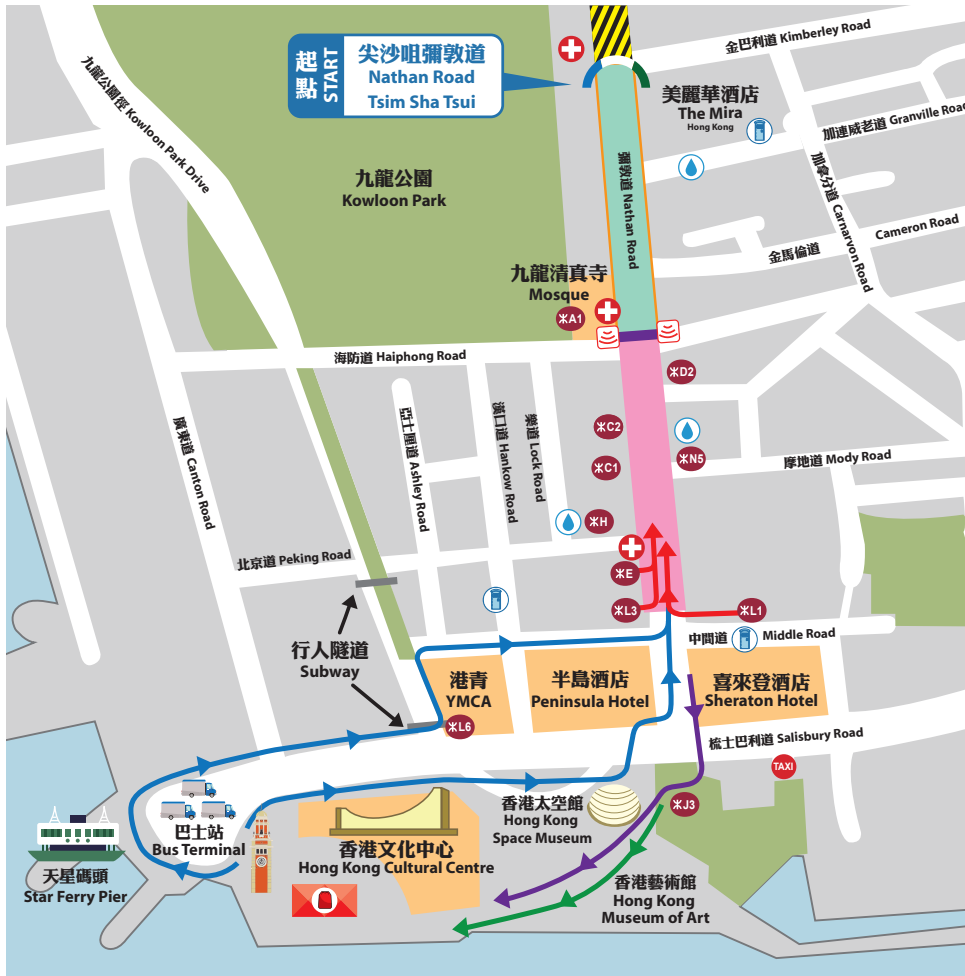 起點
START
尖沙咀彌敦道
Nathan Road
Tsim Sha Tsui
金巴利道 Kimberley Road
美麗華酒店
The Mira
Hong Kong
加連威老道 Granville Road
加拿分道 Carnarvon Road
九龍公園徑 Kowloon Park Drive
九龍公園
Kowloon Park
彌敦道 Nathan Road
Cameron Road
金馬倫道
九龍清真寺
Mosque
A1
海防道 Haiphong Road
D2
廣東道 Canton Road
亞士厘道 Ashley Road
漢口道 Hankow Road
樂道 Lock Road
C2
N5
C1
摩地道 Mody Road
H
北京道 Peking Road
E
L3
L1
中間道 Middle Road
行人隧道
Subway
港青
YMCA
半島酒店
Peninsula Hotel
喜來登酒店
Sheraton Hotel
L6
梳士巴利道 Salisbury Road
TAXI
J3
巴士站
Bus Terminal
香港太空館
Hong Kong
Space Museum
天星碼頭
Star Ferry Pier
香港文化中心
Hong Kong Cultural Centre
香港藝術館
Hong Kong
Museum of Art